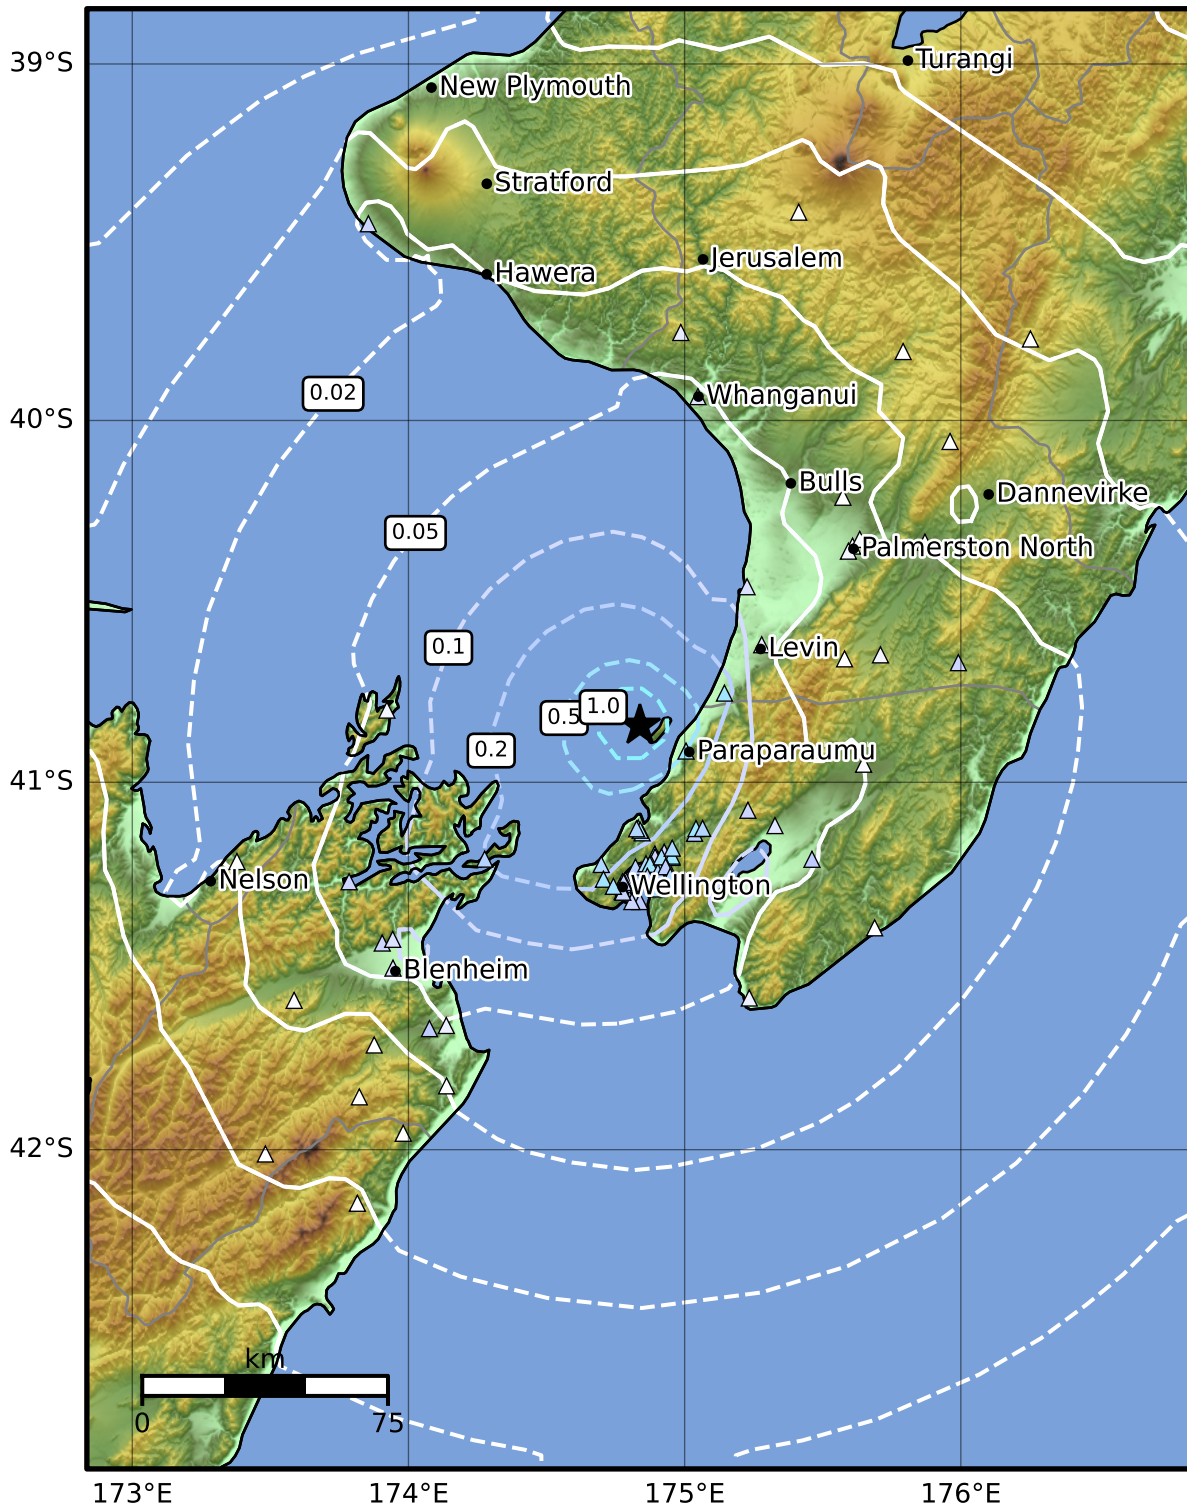 39°S
Turangi
New Plymouth
Stratford
Jerusalem
Hawera
0.02
Whanganui
40°S
Bulls
Dannevirke
0.05
Palmerston North
0.1
Levin
0.5
1.0
0.2
Paraparaumu
41°S
Nelson
Wellington
Blenheim
42°S
km
0
75
173°E
174°E
175°E
176°E